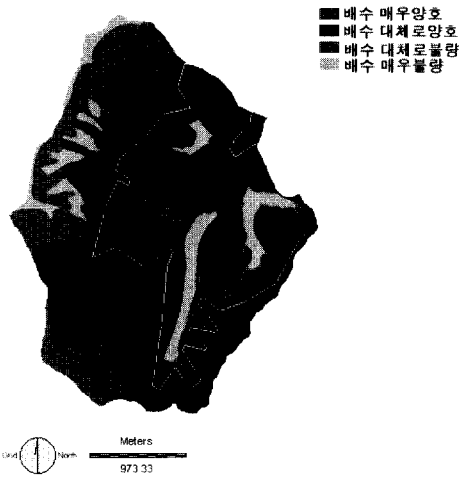 배수 매우양호
배수 대체로양호
배수 대체로불량
배수 매우불량
Meters
Grid North
973.33